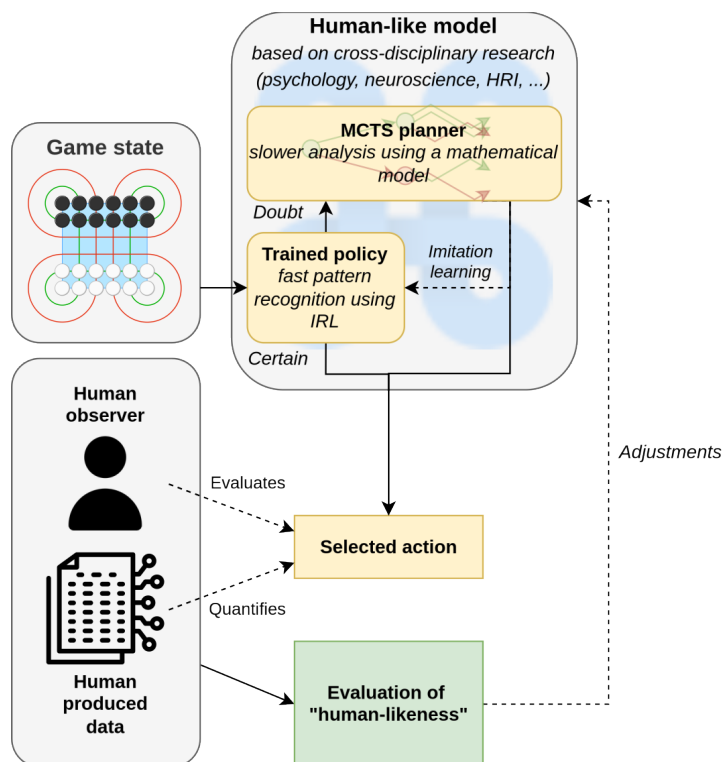 Human-like model
based on cross-disciplinary research
(psychology, neuroscience, HRI, ...)
MCTS planner
slower analysis using a mathematical
model
Game state
Doubt
Trained policy
fast pattern
recognition using
IRL
Imitation
learning
Certain
Human
observer
Evaluates
Adjustments
Selected action
Quantifies
Human
produced
data
Evaluation of
"human-likeness"